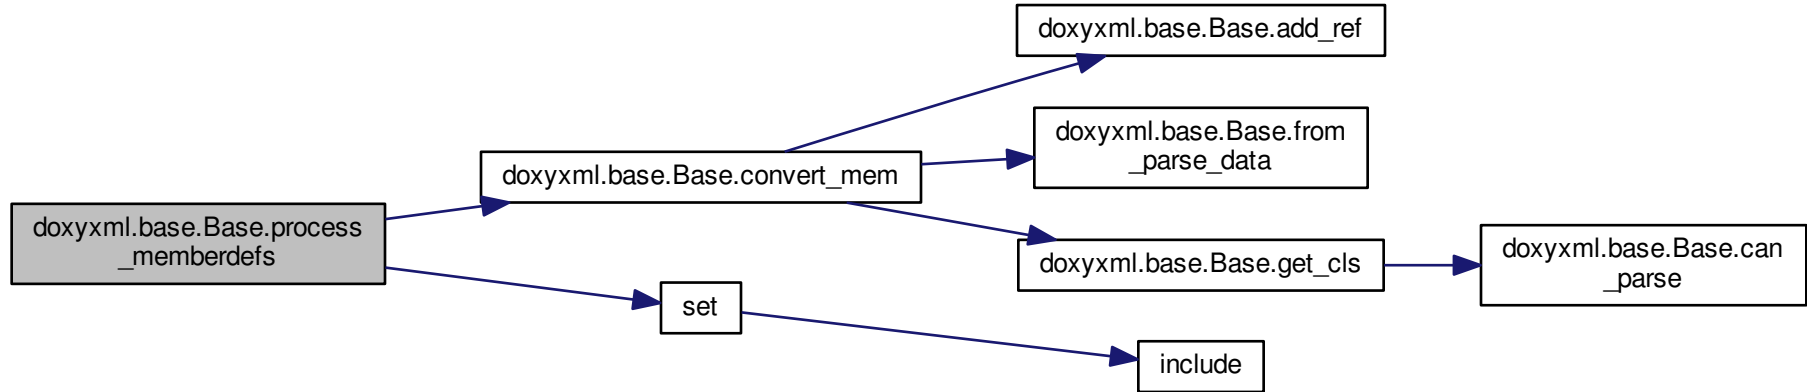 doxyxml.base.Base.process
_memberdefs
doxyxml.base.Base.convert_mem
set
doxyxml.base.Base.add_ref
doxyxml.base.Base.from
_parse_data
doxyxml.base.Base.get_cls
include
doxyxml.base.Base.can
_parse